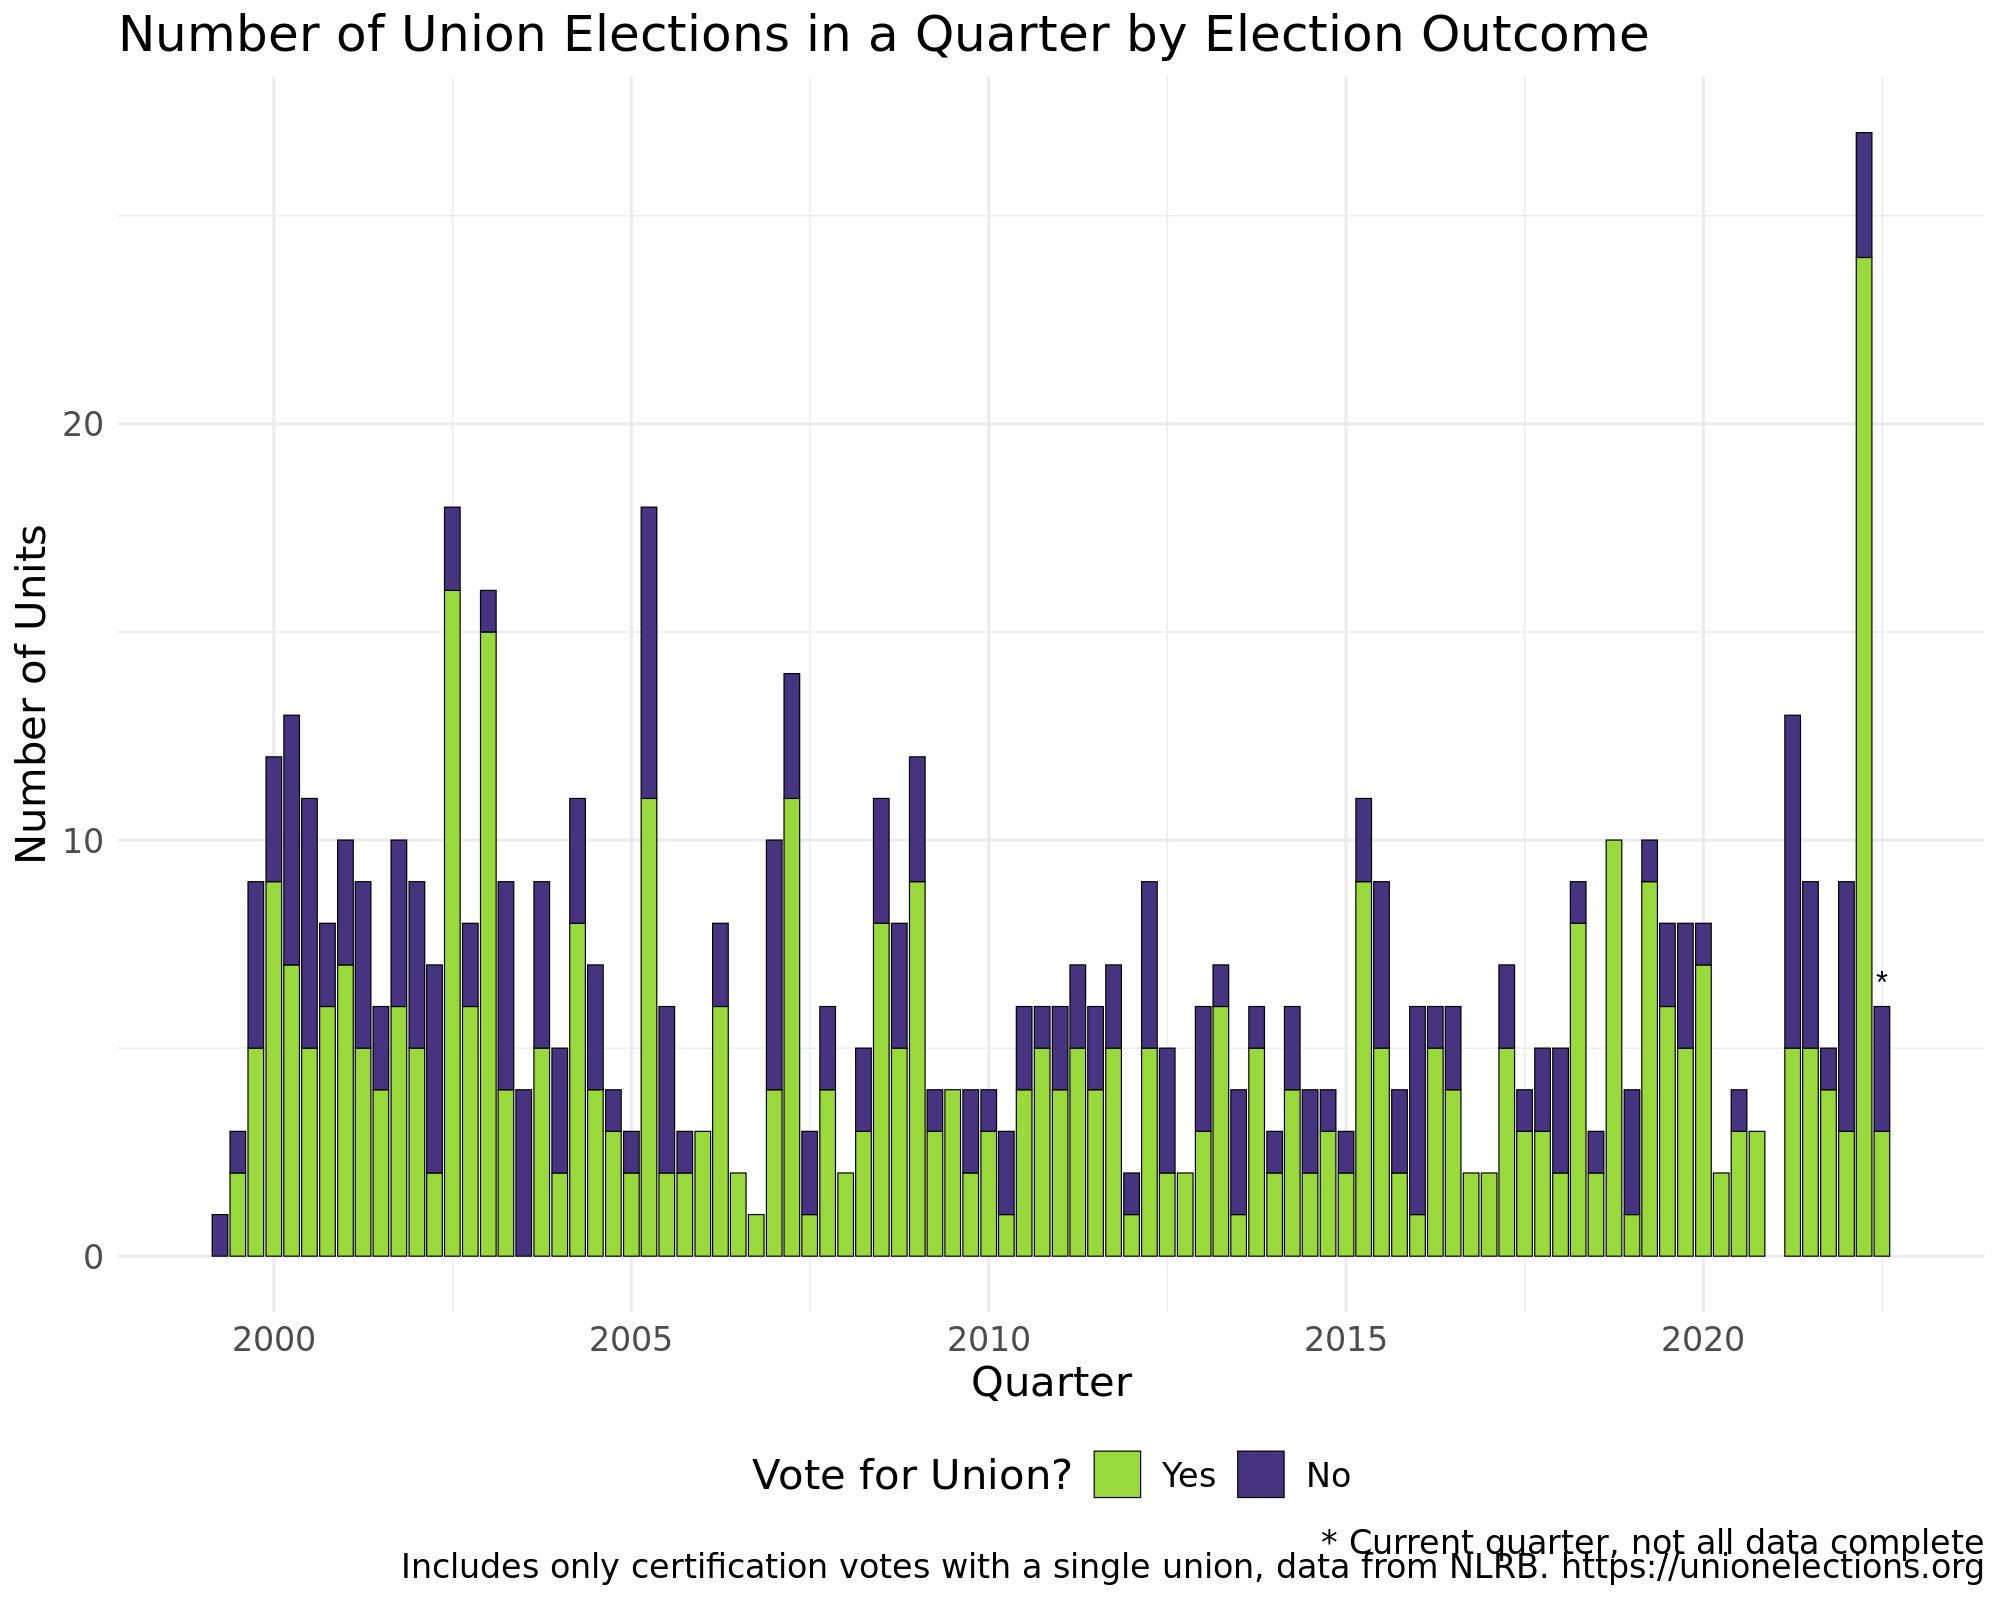 Number of Union Elections in a Quarter by Election Outcome
Number of Units
20
10
0
*
2000 2005 2010 2015 2020
Quarter
Vote for Union? Yes No
* Current quarter, not all data complete
Includes only certification votes with a single union, data from NLRB. https://unionelections.org